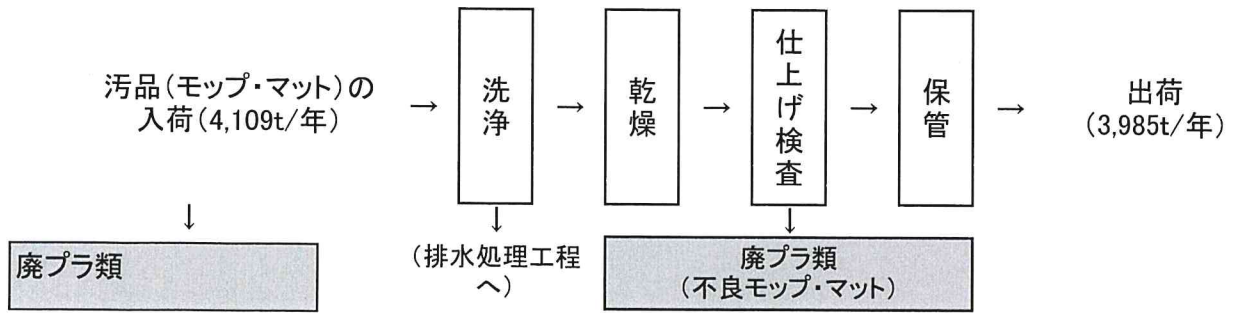 汚品(モップ・マット)の
入荷(4,109t/年)
→
洗浄
→
乾燥
→
仕上げ検査
→
保管
→
出荷
(3,985t/年)
↓
↓
↓
廃プラ類
(排水処理工程
へ)
廃プラ類
(不良モップ・マット)